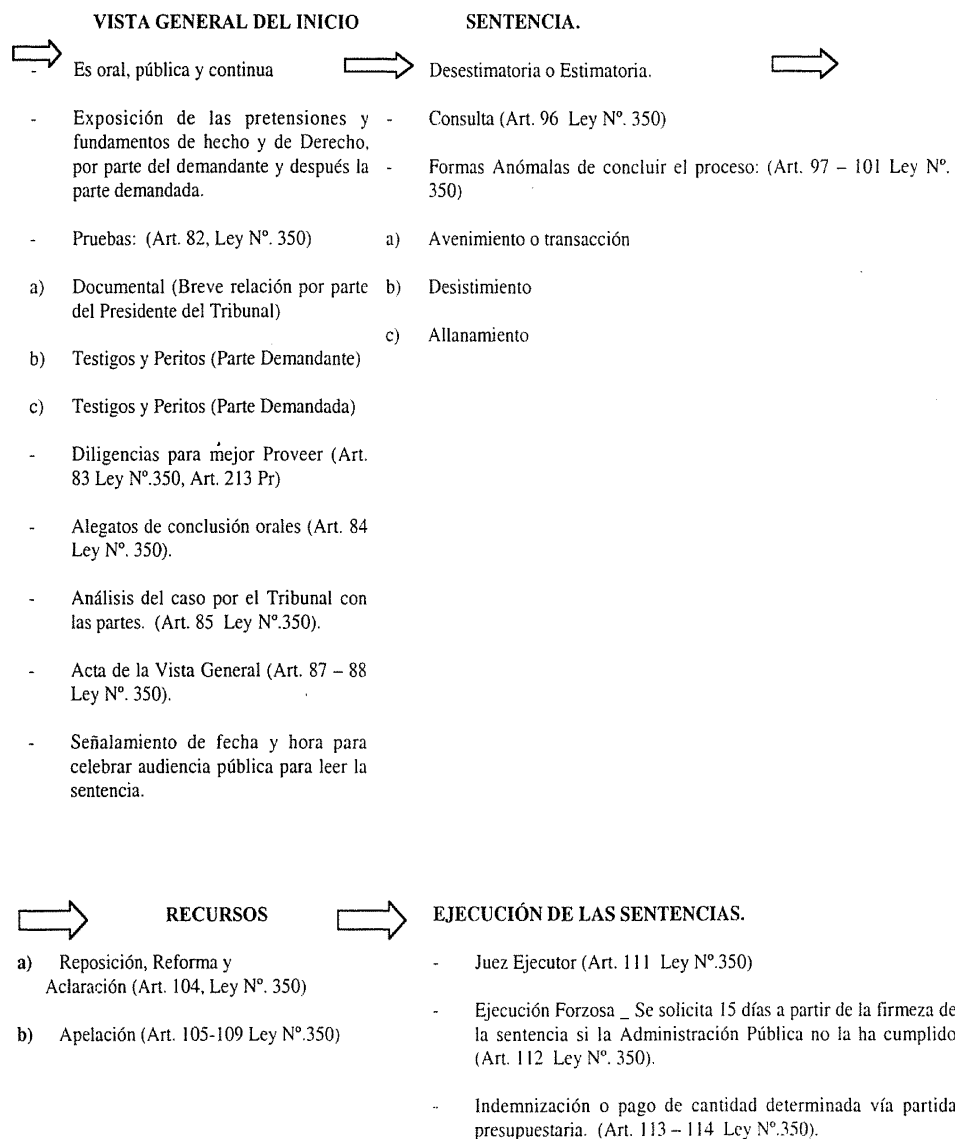 VISTA GENERAL DEL INICIO
- Es oral, pública y continua
- Exposición de las pretensiones y
fundamentos de hecho y de Derecho,
por parte del demandante y después la
parte demandada.
- Pruebas: (Art. 82, Ley Nº. 350)
a) Documental (Breve relación por parte
del Presidente del Tribunal)
b) Testigos y Peritos (Parte Demandante)
c) Testigos y Peritos (Parte Demandada)
- Diligencias para mejor Proveer (Art.
83 Ley Nº.350, Art. 213 Pr)
- Alegatos de conclusión orales (Art. 84
Ley Nº. 350).
- Análisis del caso por el Tribunal con
las partes. (Art. 85 Ley Nº.350).
- Acta de la Vista General (Art. 87 – 88
Ley Nº. 350).
- Señalamiento de fecha y hora para
celebrar audiencia pública para leer la
sentencia.
SENTENCIA.
Desestimatoria o Estimatoria.
- Consulta (Art. 96 Ley Nº. 350)
- Formas Anómalas de concluir el proceso: (Art. 97 – 101 Ley Nº.
350)
a) Avenimiento o transacción
b) Desistimiento
c) Allanamiento
RECURSOS
a) Reposición, Reforma y
Aclaración (Art. 104, Ley Nº. 350)
b) Apelación (Art. 105-109 Ley Nº.350)
EJECUCIÓN DE LAS SENTENCIAS.
- Juez Ejecutor (Art. 111 Ley Nº.350)
- Ejecución Forzosa _ Se solicita 15 días a partir de la firmeza de
la sentencia si la Administración Pública no la ha cumplido
(Art. 112 Ley Nº. 350).
- Indemnización o pago de cantidad determinada vía partida
presupuestaria. (Art. 113 – 114 Ley Nº.350).